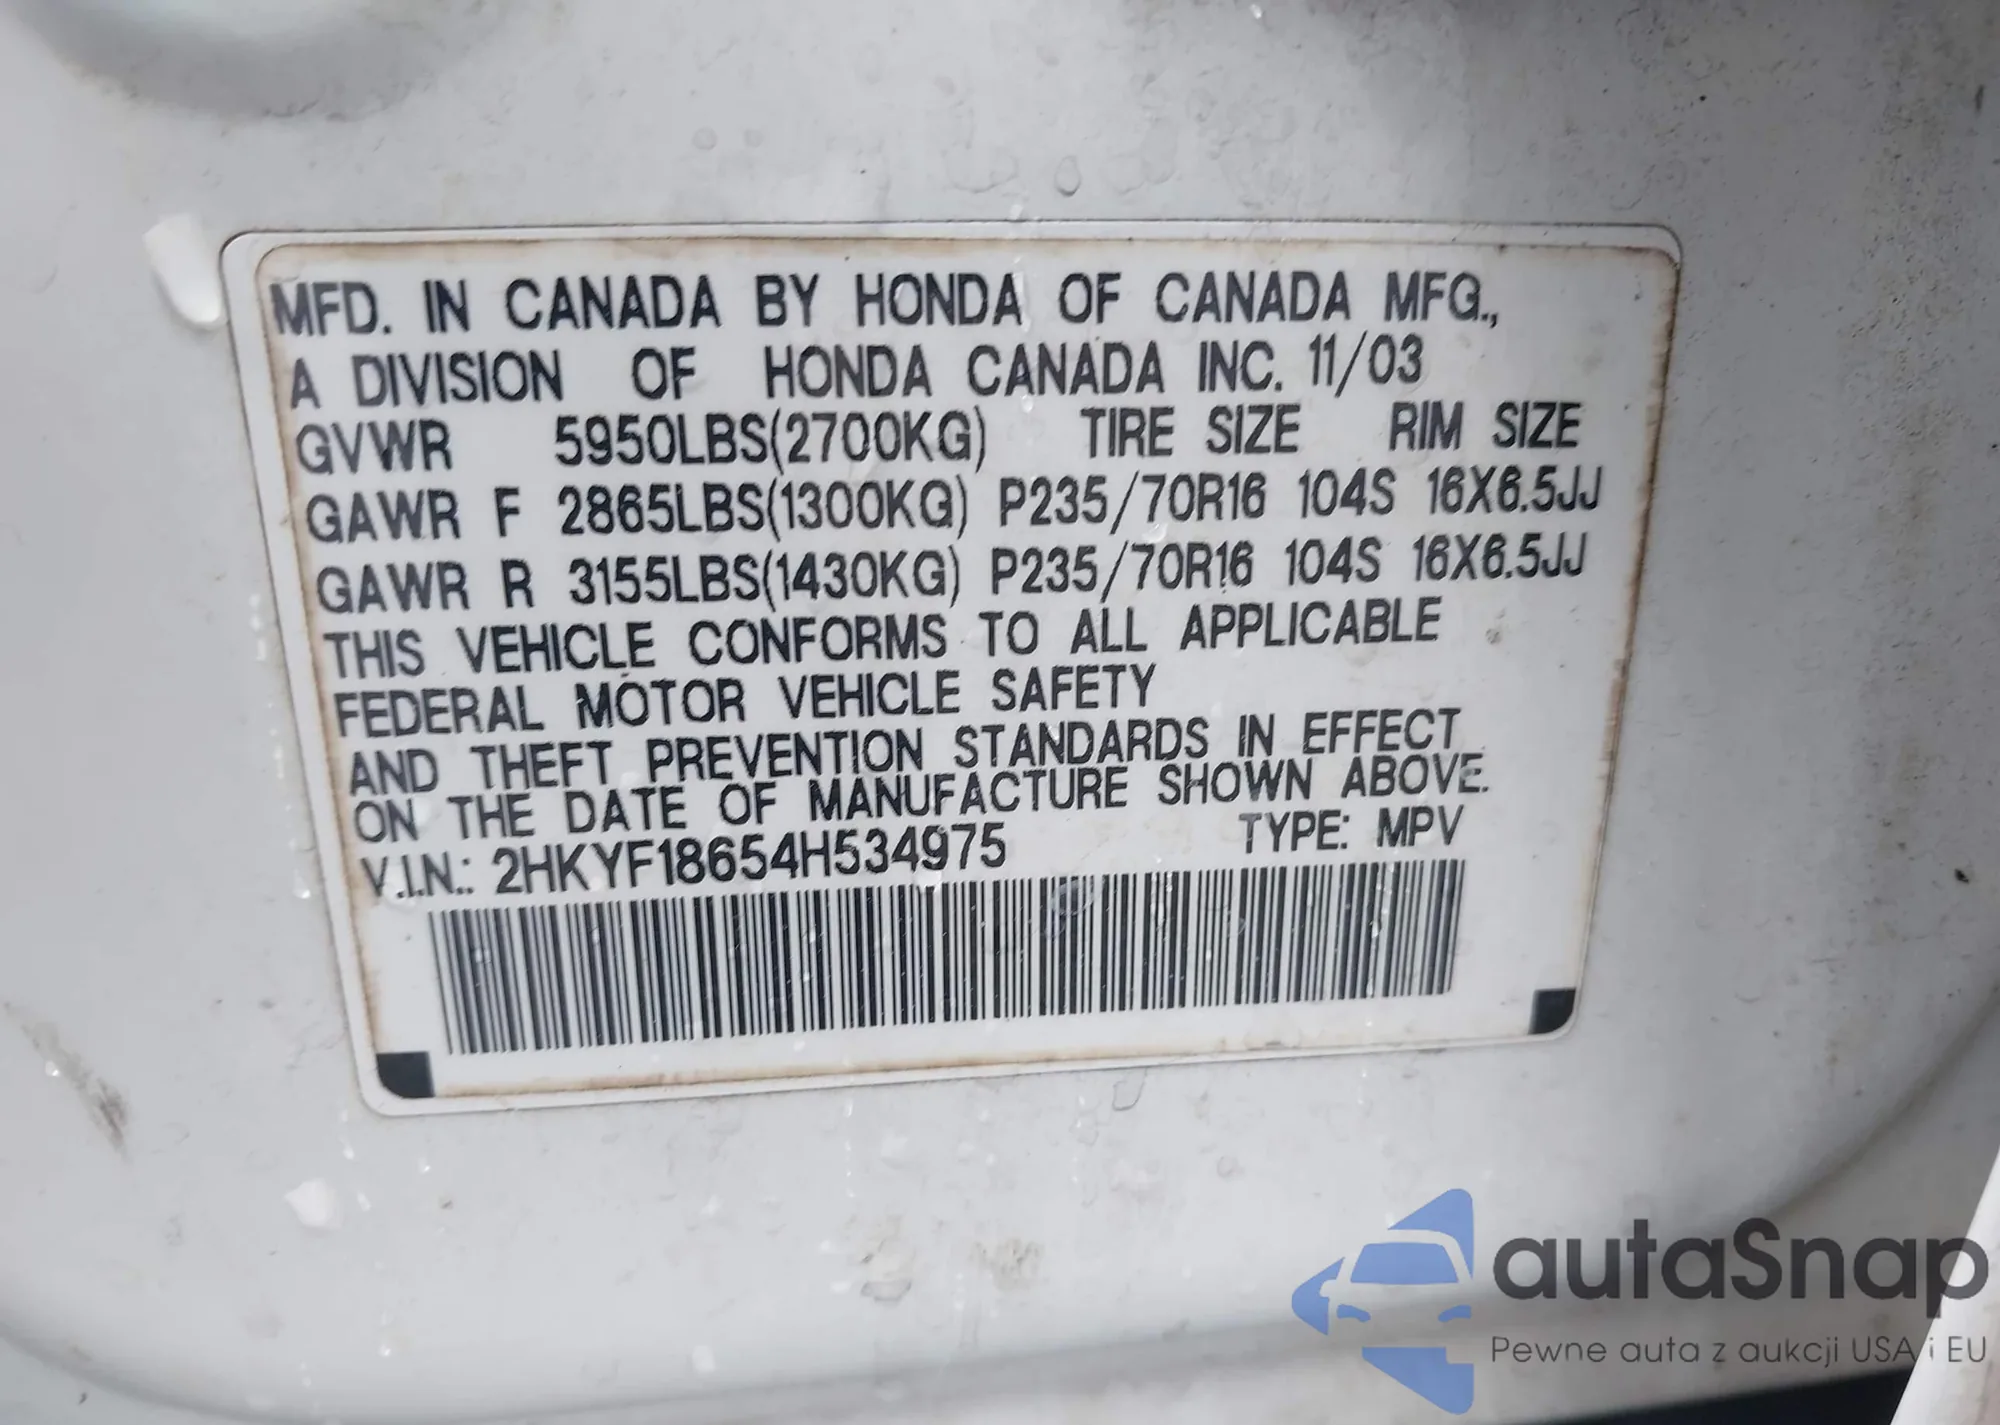 MFD. IN CANADA BY HONDA OF CANADA MFG.,
A DIVISION OF HONDA CANADA INC. 11/03
GVWR 5950LBS(2700KG) TIRE SIZE RIM SIZE
GAWR F 2865LBS(1300KG) P235/70R16 104S 16X6.5JJ
GAWR R 3155LBS(1430KG) P235/70R16 104S 16X6.5JJ
THIS VEHICLE CONFORMS TO ALL APPLICABLE
FEDERAL MOTOR VEHICLE SAFETY
AND THEFT PREVENTION STANDARDS IN EFFECT
ON THE DATE OF MANUFACTURE SHOWN ABOVE.
V.I.N.: 2HKYF18654H534975 TYPE: MPV
autaSnap
Pewne auta z aukcji USA i EU